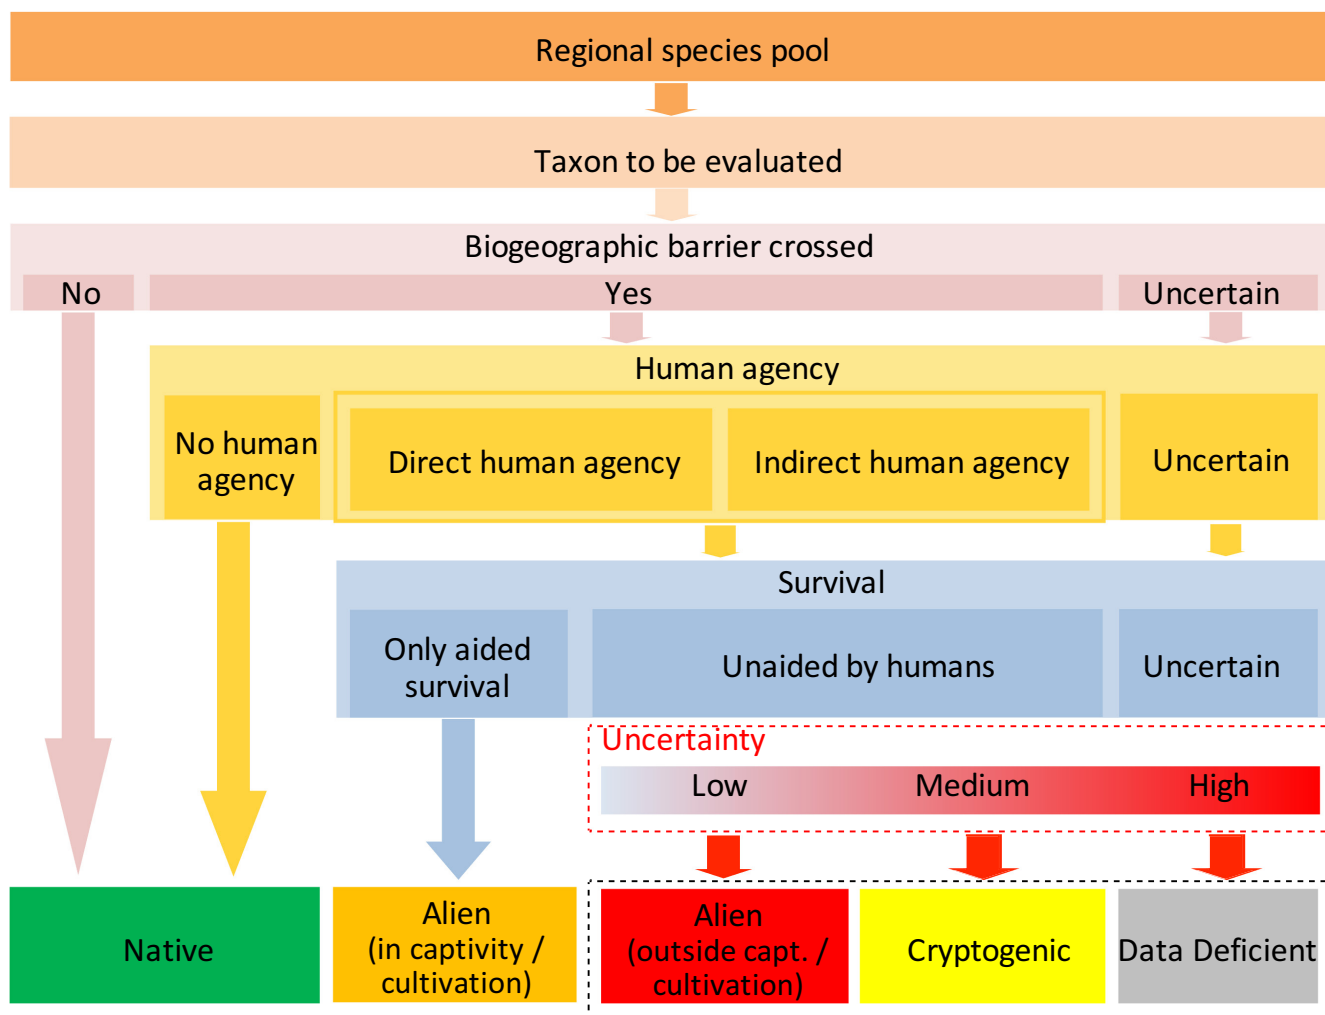 Regional species pool
Taxon to be evaluated
Biogeographic barrier crossed
No
Yes
Uncertain
Human agency
No human
agency
Direct human agency
Indirect human agency
Uncertain
Survival
Only aided
survival
Unaided by humans
Uncertain
Uncertainty
Low
Medium
High
Native
Alien
(in captivity /
cultivation)
Alien
(outside capt. /
cultivation)
Cryptogenic
Data Deficient